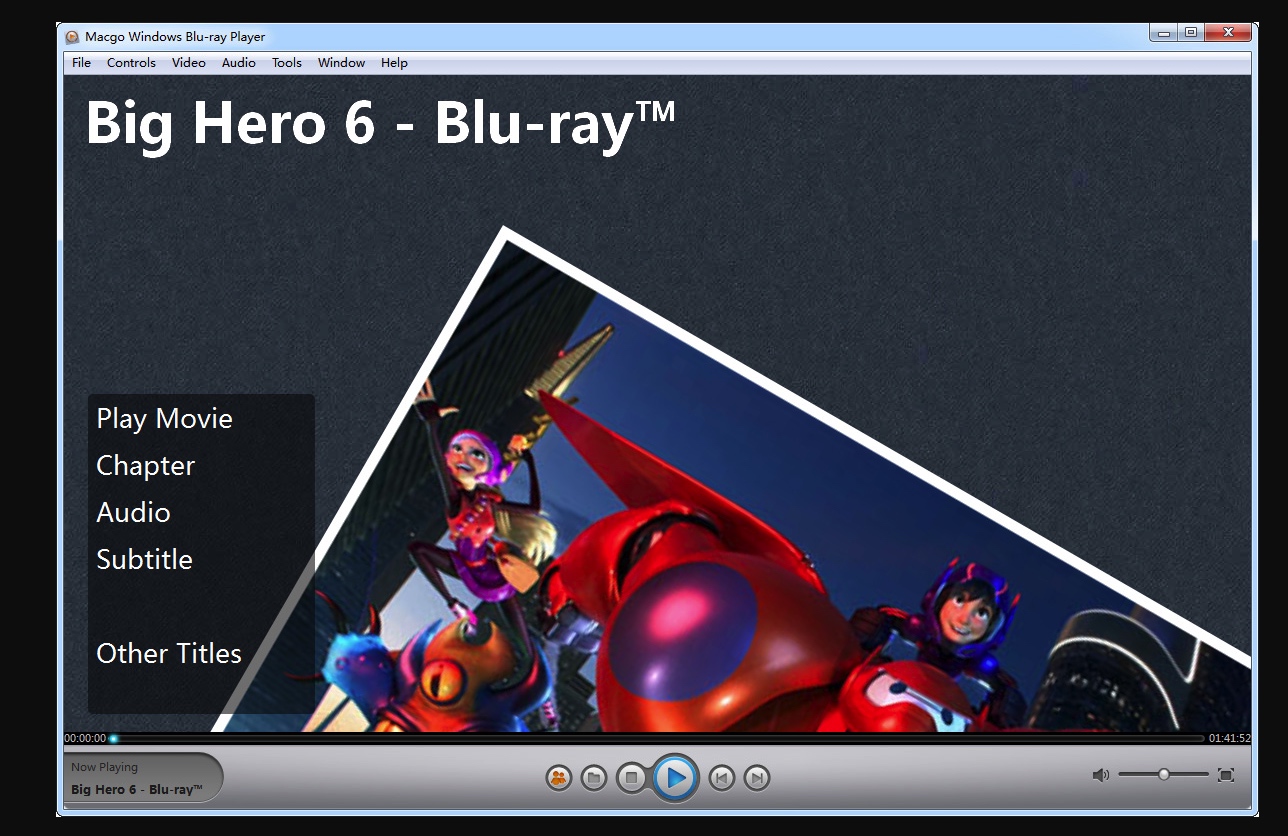 Macgo Windows Blu-ray Player
File Controls Video Audio Tools Window Help
Big Hero 6 - Blu-ray™
Play Movie
Chapter
Audio
Subtitle
Other Titles
00:00:00 01:41:52
Now Playing
Big Hero 6 - Blu-ray™